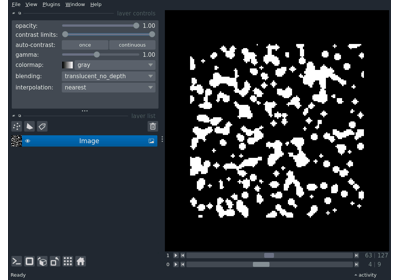 File View Plugins Window Help
layer controls
opacity: 1.00
contrast limits:
auto-contrast: once continuous
gamma: 1.00
colormap: gray
blending: translucent_no_depth
interpolation: nearest
layer list
Image
1 63 127
0 4 9
activity